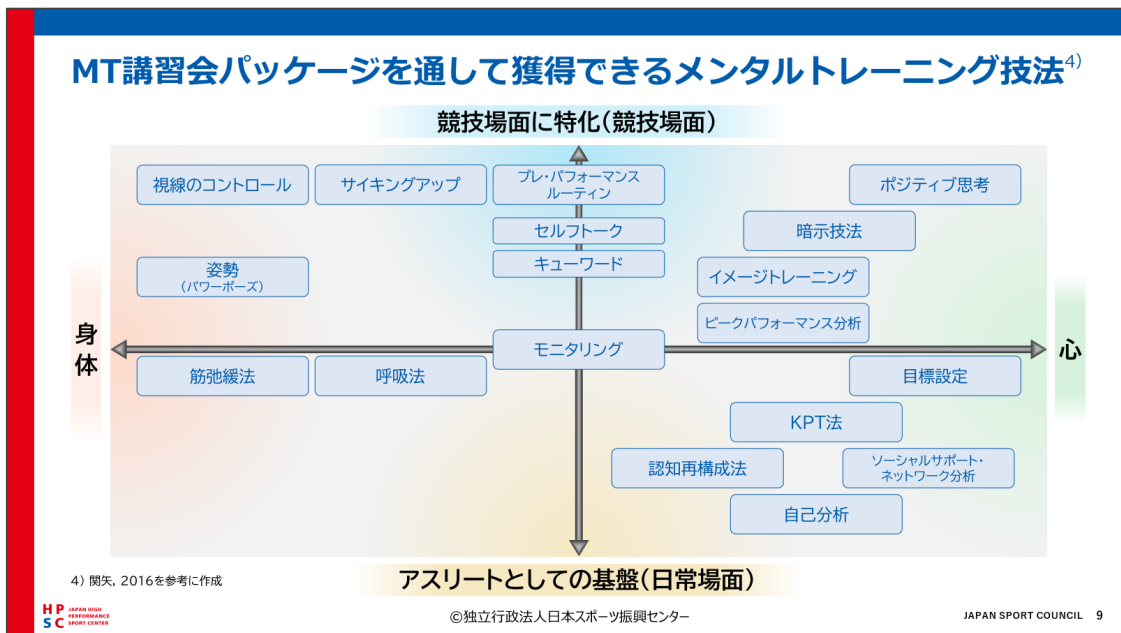 MT講習会パッケージを通して獲得できるメンタルトレーニング技法4)
競技場面に特化(競技場面)
視線のコントロール
サイキングアップ
プレ・パフォーマンス
ルーティン
ポジティブ思考
セルフトーク
暗示技法
キューワード
姿勢
(パワーポーズ)
イメージトレーニング
ピークパフォーマンス分析
身
体
モニタリング
心
筋弛緩法
呼吸法
目標設定
KPT法
認知再構成法
ソーシャルサポート・
ネットワーク分析
自己分析
アスリートとしての基盤(日常場面)
4) 関矢, 2016を参考に作成
HP
SC
JAPAN HIGH
PERFORMANCE
SPORT CENTER
©独立行政法人日本スポーツ振興センター
JAPAN SPORT COUNCIL 9